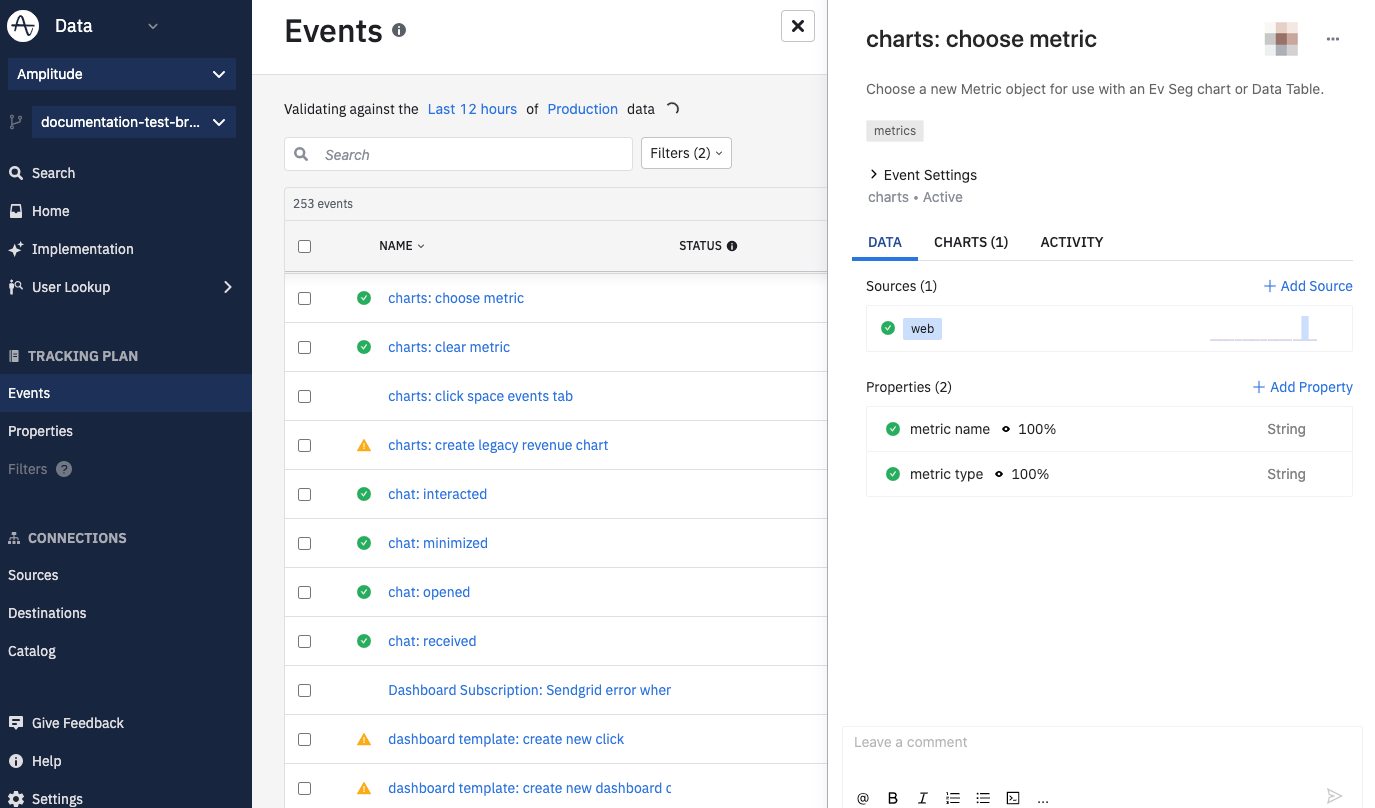 Data
Amplitude
documentation-test-br...
Search
Home
Implementation
User Lookup
TRACKING PLAN
Events
Properties
Filters ?
CONNECTIONS
Sources
Destinations
Catalog
Give Feedback
Help
Settings
Events
Validating against the Last 12 hours of Production data
Search
Filters (2)
253 events
NAME STATUS
charts: choose metric
charts: clear metric
charts: click space events tab
charts: create legacy revenue chart
chat: interacted
chat: minimized
chat: opened
chat: received
Dashboard Subscription: Sendgrid error wher
dashboard template: create new click
dashboard template: create new dashboard c
charts: choose metric
Choose a new Metric object for use with an Ev Seg chart or Data Table.
metrics
Event Settings
charts • Active
DATA CHARTS (1) ACTIVITY
Sources (1) + Add Source
web
Properties (2) + Add Property
metric name 100% String
metric type 100% String
Leave a comment
@ B I ...